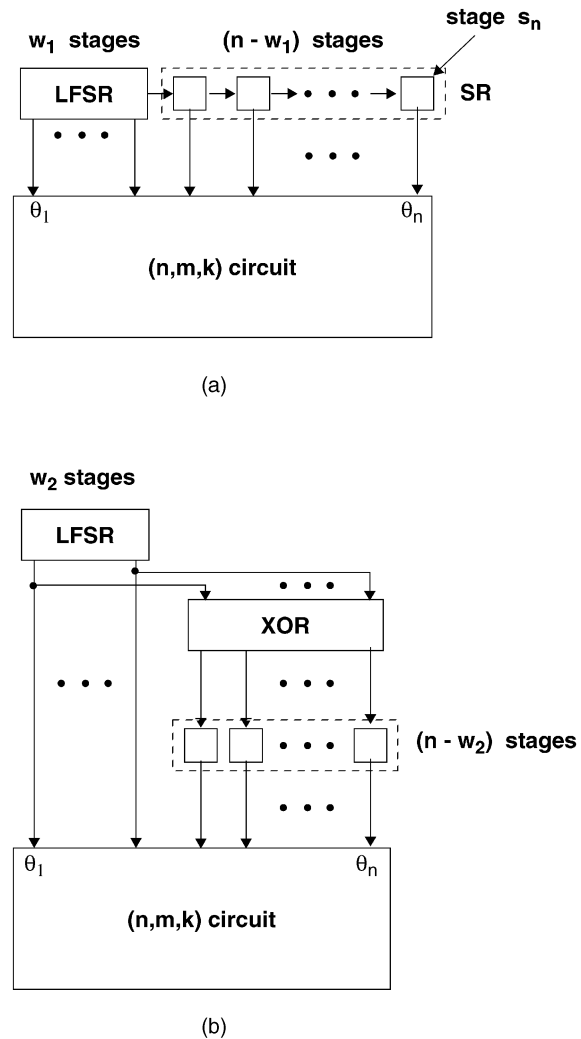 stage sn
w1 stages
(n - w1) stages
LFSR
SR
θ1
θn
(n,m,k) circuit
(a)
w2 stages
LFSR
XOR
(n - w2) stages
θ1
θn
(n,m,k) circuit
(b)